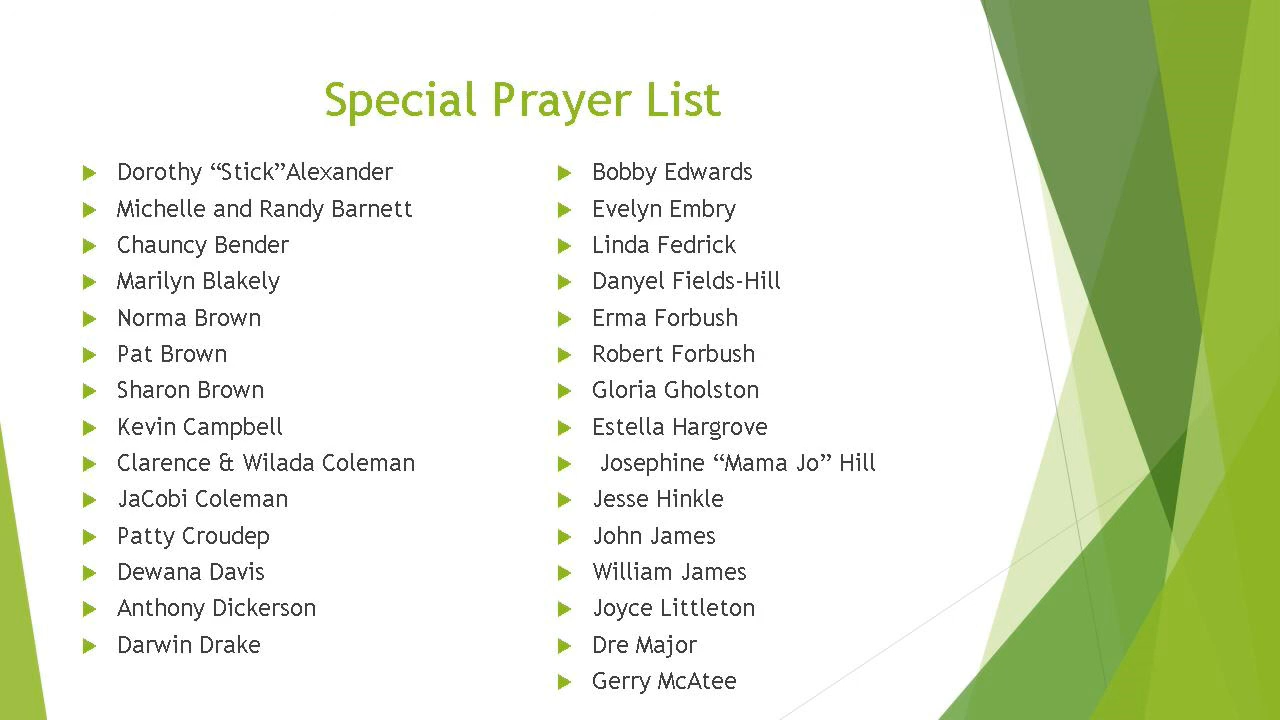 Special Prayer List
Dorothy “Stick”Alexander
Michelle and Randy Barnett
Chauncy Bender
Marilyn Blakely
Norma Brown
Pat Brown
Sharon Brown
Kevin Campbell
Clarence & Wilada Coleman
JaCobi Coleman
Patty Croudep
Dewana Davis
Anthony Dickerson
Darwin Drake
Bobby Edwards
Evelyn Embry
Linda Fedrick
Danyel Fields-Hill
Erma Forbush
Robert Forbush
Gloria Gholston
Estella Hargrove
Josephine “Mama Jo” Hill
Jesse Hinkle
John James
William James
Joyce Littleton
Dre Major
Gerry McAtee